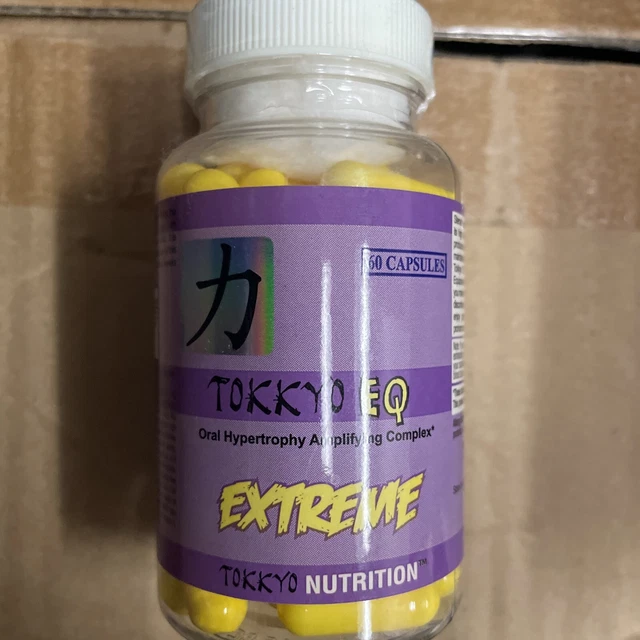 力
60 CAPSULES
TOKKYO EQ
Oral Hypertrophy Amplifying Complex*
EXTREME
TOKKYO NUTRITION™